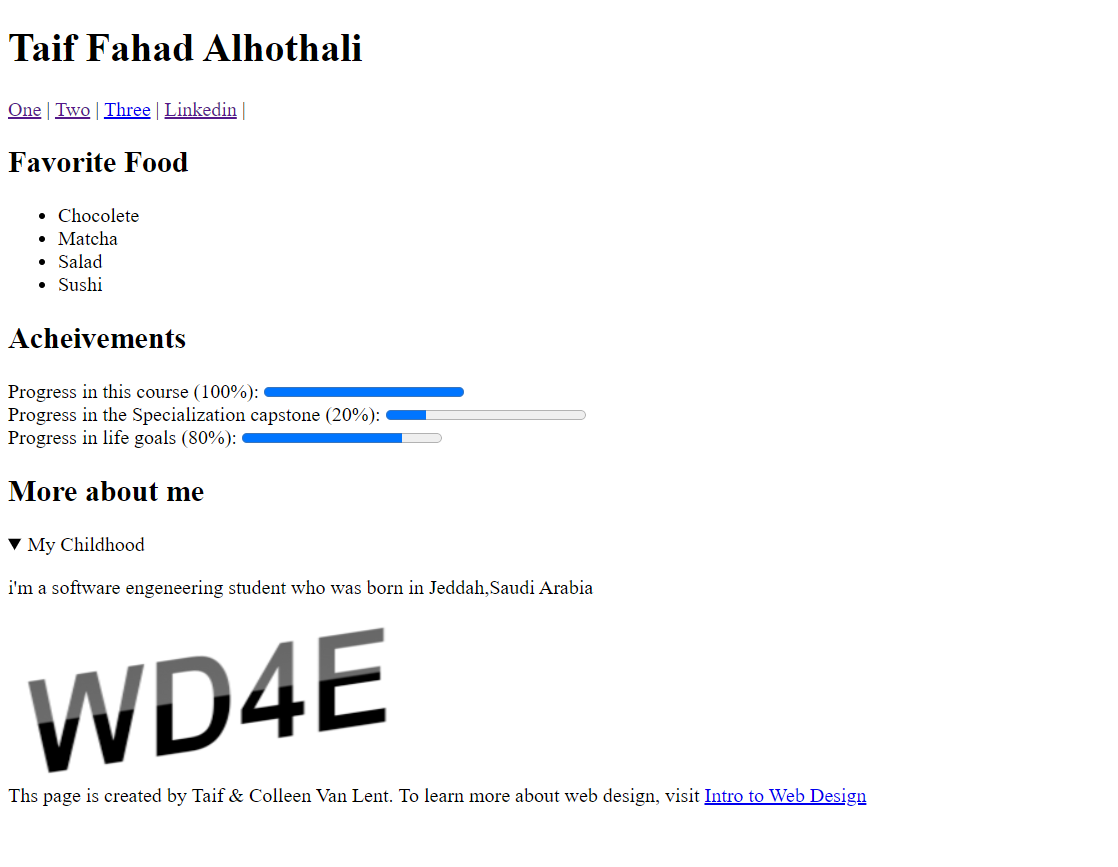 Taif Fahad Alhothali
One | Two | Three | Linkedin |
Favorite Food
Chocolete
Matcha
Salad
Sushi
Acheivements
Progress in this course (100%):
Progress in the Specialization capstone (20%):
Progress in life goals (80%):
More about me
My Childhood
i'm a software engeneering student who was born in Jeddah,Saudi Arabia
WD4E
Ths page is created by Taif & Colleen Van Lent. To learn more about web design, visit Intro to Web Design